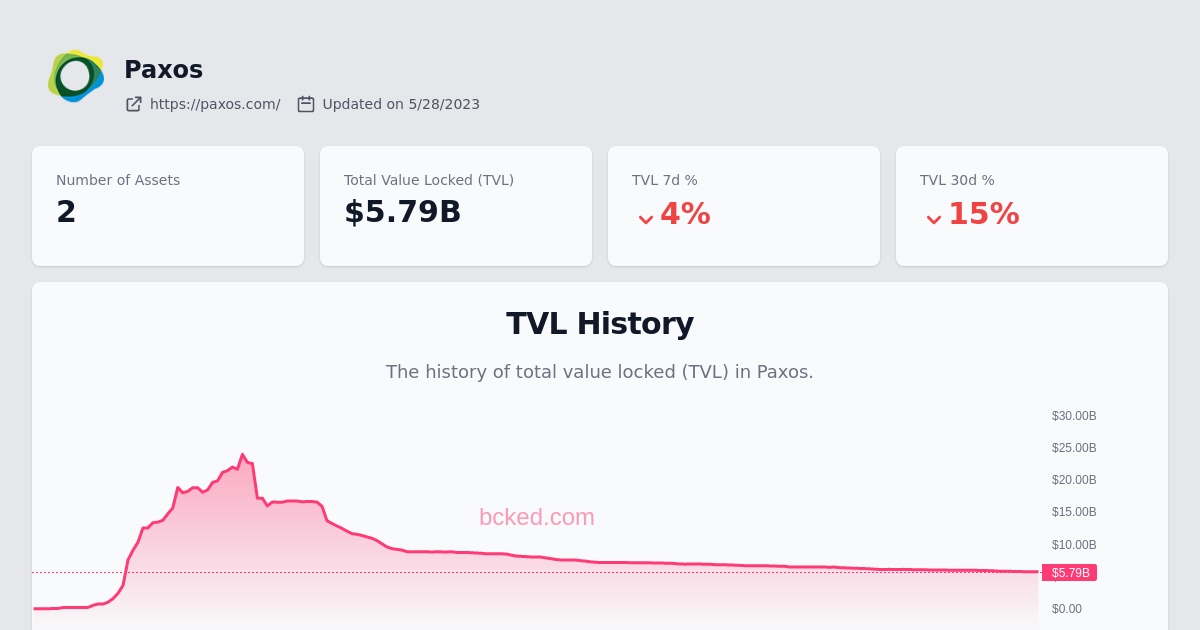 Paxos
https://paxos.com/ Updated on 5/28/2023
Number of Assets
2
Total Value Locked (TVL)
$5.79B
TVL 7d %
4%
TVL 30d %
15%
TVL History
The history of total value locked (TVL) in Paxos.
$30.00B
$25.00B
$20.00B
$15.00B
bcked.com
$10.00B
$5.79B
$0.00